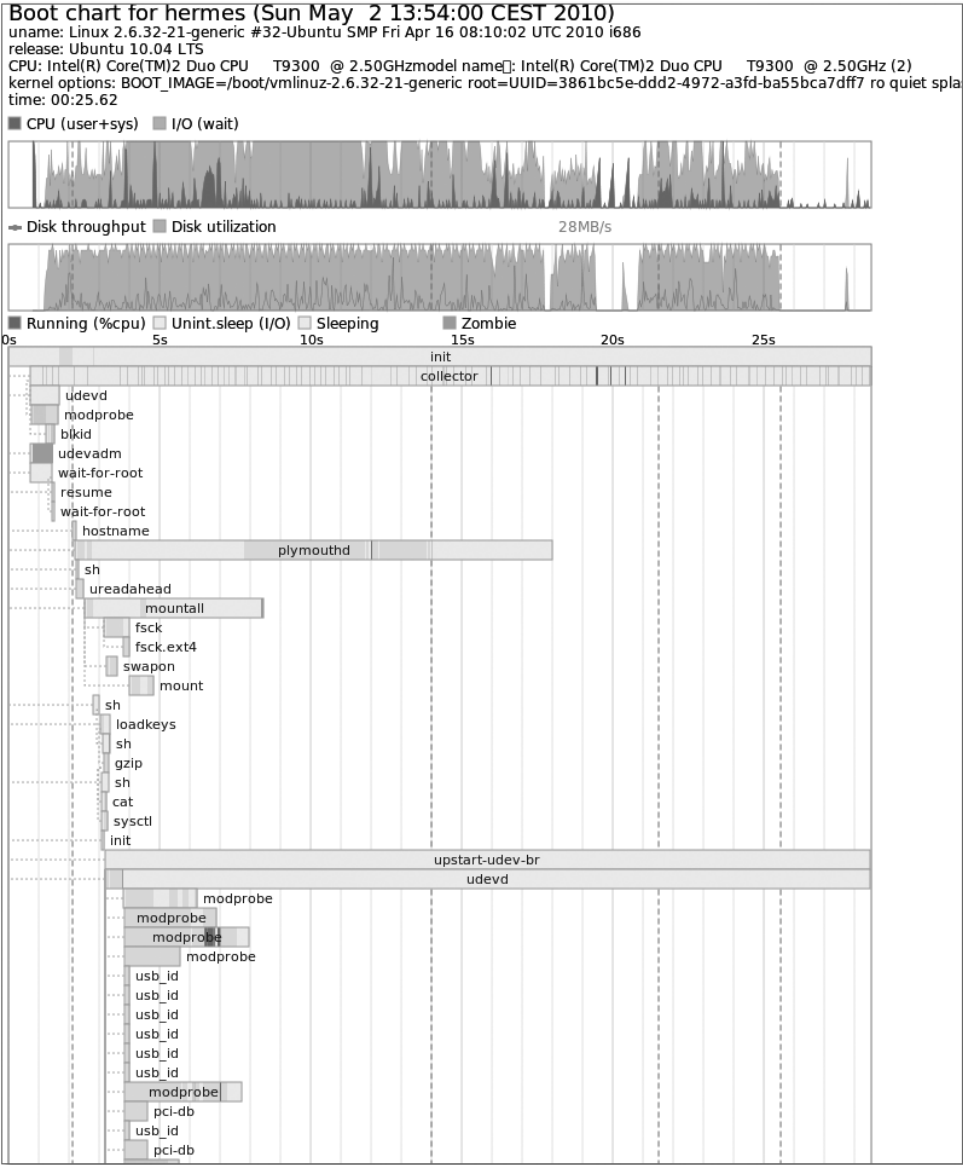 Boot chart for hermes (Sun May  2 13:54:00 CEST 2010)
uname: Linux 2.6.32-21-generic #32-Ubuntu SMP Fri Apr 16 08:10:02 UTC 2010 i686
release: Ubuntu 10.04 LTS
CPU: Intel(R) Core(TM)2 Duo CPU     T9300  @ 2.50GHzmodel name▯: Intel(R) Core(TM)2 Duo CPU     T9300  @ 2.50GHz (2)
kernel options: BOOT_IMAGE=/boot/vmlinuz-2.6.32-21-generic root=UUID=3861bc5e-ddd2-4972-a3fd-ba55bca7dff7 ro quiet spla
time: 00:25.62
CPU (user+sys) I/O (wait)
Disk throughput Disk utilization 28MB/s
Running (%cpu) Unint.sleep (I/O) Sleeping Zombie
0s 5s 10s 15s 20s 25s
init
collector
udevd
modprobe
blkid
udevadm
wait-for-root
resume
wait-for-root
hostname
plymouthd
sh
ureadahead
mountall
fsck
fsck.ext4
swapon
mount
sh
loadkeys
sh
gzip
sh
cat
sysctl
init
upstart-udev-br
udevd
modprobe
modprobe
modprobe
modprobe
usb_id
usb_id
usb_id
usb_id
usb_id
usb_id
modprobe
pci-db
usb_id
pci-db